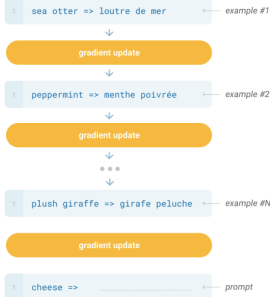 1 sea otter => loutre de mer example #1
gradient update
1 peppermint => menthe poivrée example #2
gradient update
1 plush giraffe => girafe peluche example #N
gradient update
1 cheese => prompt